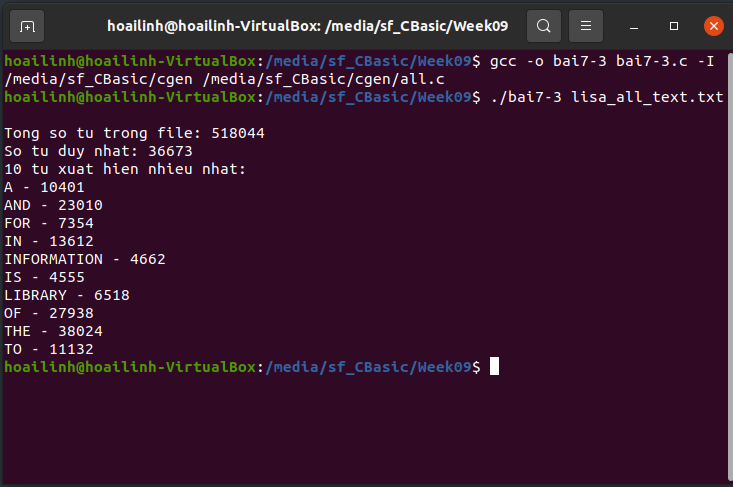 hoailinh@hoailinh-VirtualBox: /media/sf_CBasic/Week09
hoailinh@hoailinh-VirtualBox:/media/sf_CBasic/Week09$ gcc -o bai7-3 bai7-3.c -I
/media/sf_CBasic/cgen /media/sf_CBasic/cgen/all.c
hoailinh@hoailinh-VirtualBox:/media/sf_CBasic/Week09$ ./bai7-3 lisa_all_text.txt
Tong so tu trong file: 518044
So tu duy nhat: 36673
10 tu xuat hien nhieu nhat:
A - 10401
AND - 23010
FOR - 7354
IN - 13612
INFORMATION - 4662
IS - 4555
LIBRARY - 6518
OF - 27938
THE - 38024
TO - 11132
hoailinh@hoailinh-VirtualBox:/media/sf_CBasic/Week09$